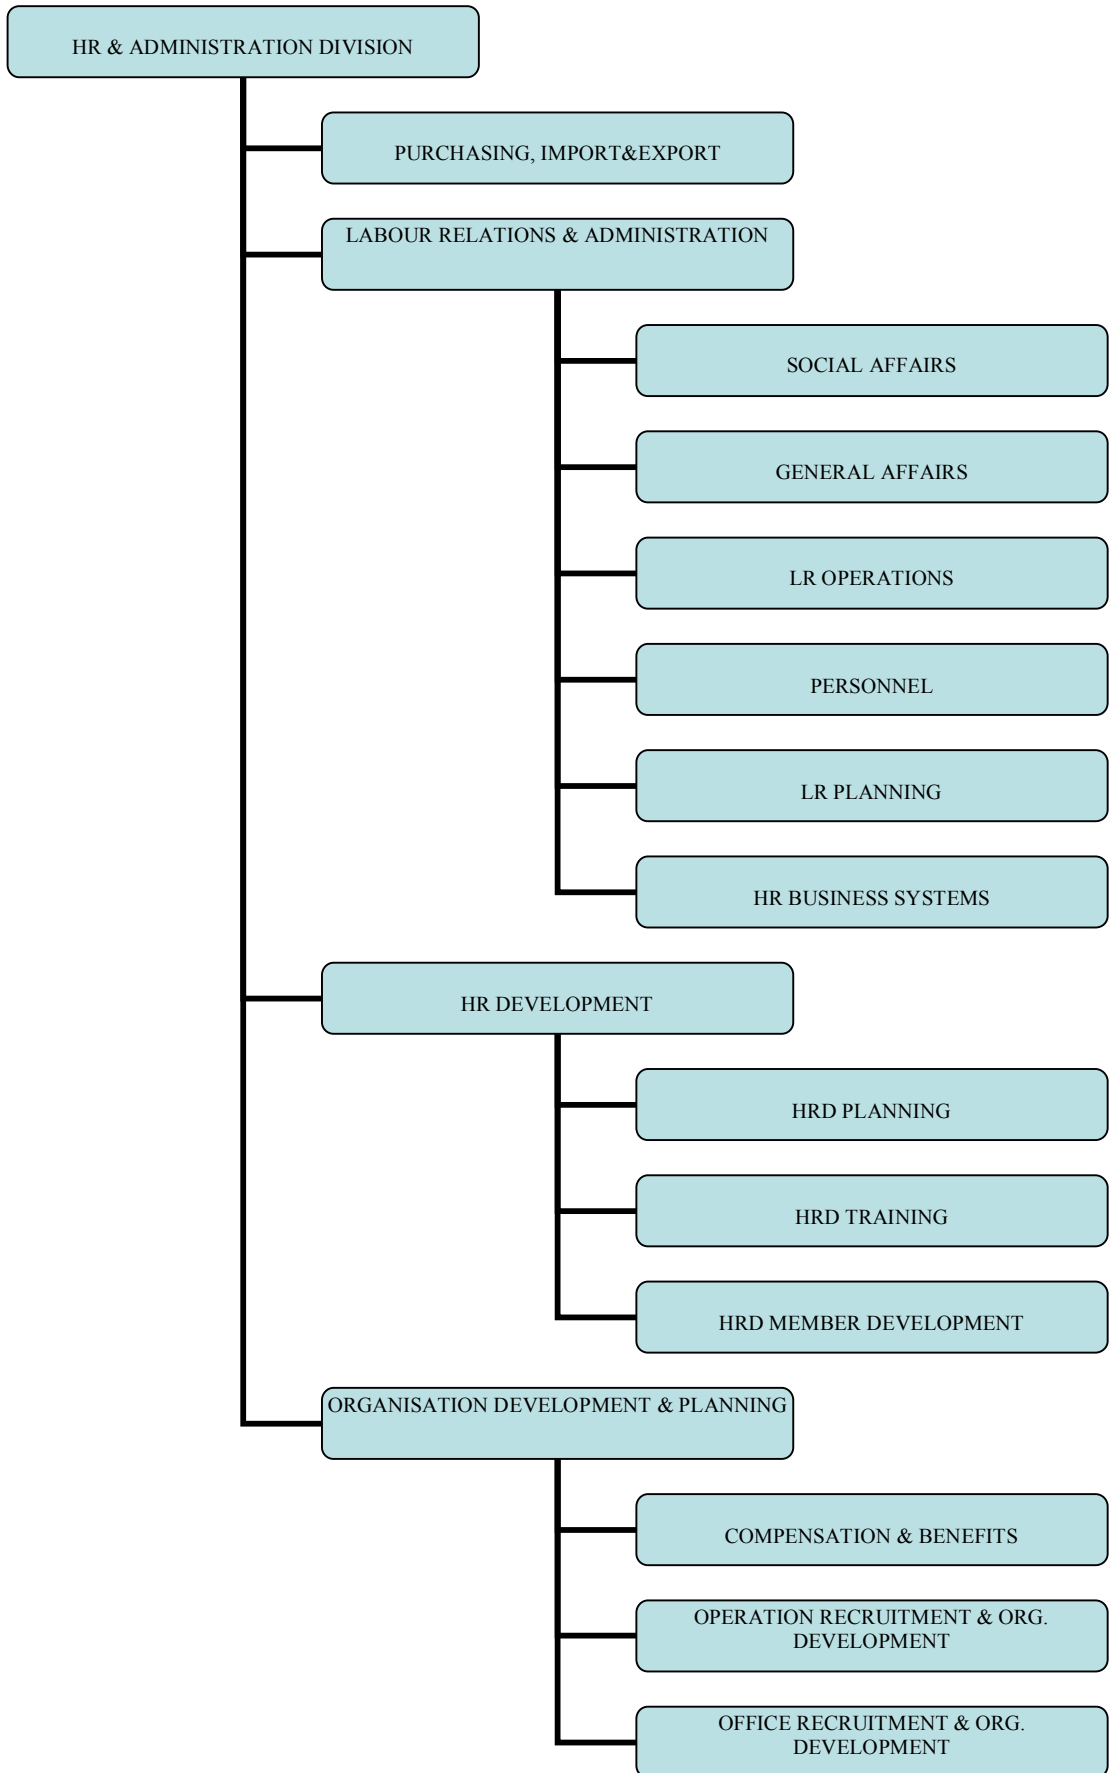 HR & ADMINISTRATION DIVISION
PURCHASING, IMPORT&EXPORT
LABOUR RELATIONS & ADMINISTRATION
SOCIAL AFFAIRS
GENERAL AFFAIRS
LR OPERATIONS
PERSONNEL
LR PLANNING
HR BUSINESS SYSTEMS
HR DEVELOPMENT
HRD PLANNING
HRD TRAINING
HRD MEMBER DEVELOPMENT
ORGANISATION DEVELOPMENT & PLANNING
COMPENSATION & BENEFITS
OPERATION RECRUITMENT & ORG.
DEVELOPMENT
OFFICE RECRUITMENT & ORG.
DEVELOPMENT